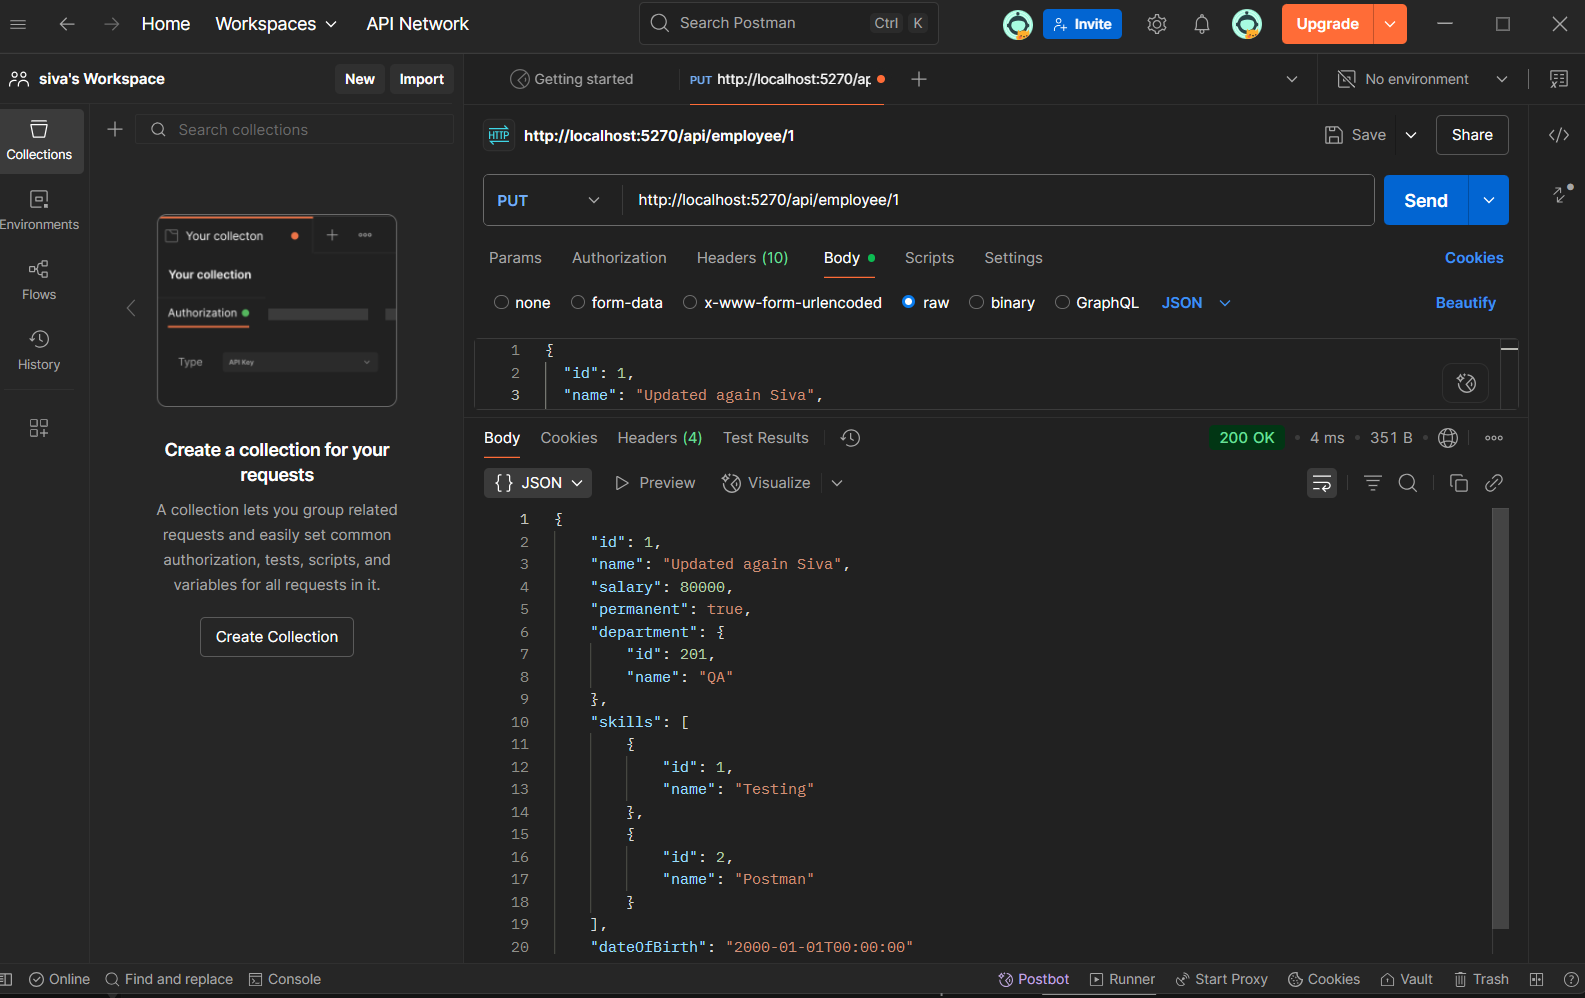 Home Workspaces API Network Search Postman Ctrl K Invite Upgrade
siva's Workspace New Import Getting started PUT http://localhost:5270/ap No environment
Collections
Search collections
HTTP http://localhost:5270/api/employee/1 Save Share
Environments
Flows
History
Your collecton
Your collection
Authorization
Type API Key
Create a collection for your
requests
A collection lets you group related
requests and easily set common
authorization, tests, scripts, and
variables for all requests in it.
Create Collection
PUT http://localhost:5270/api/employee/1 Send
Params Authorization Headers (10) Body Scripts Settings Cookies
none form-data x-www-form-urlencoded raw binary GraphQL JSON Beautify
1 {
2 "id": 1,
3 "name": "Updated again Siva",
Body Cookies Headers (4) Test Results 200 OK 4 ms 351 B
{} JSON Preview Visualize
1 {
2 "id": 1,
3 "name": "Updated again Siva",
4 "salary": 80000,
5 "permanent": true,
6 "department": {
7 "id": 201,
8 "name": "QA"
9 },
10 "skills": [
11 {
12 "id": 1,
13 "name": "Testing"
14 },
15 {
16 "id": 2,
17 "name": "Postman"
18 }
19 ],
20 "dateOfBirth": "2000-01-01T00:00:00"
Online Find and replace Console Postbot Runner Start Proxy Cookies Vault Trash